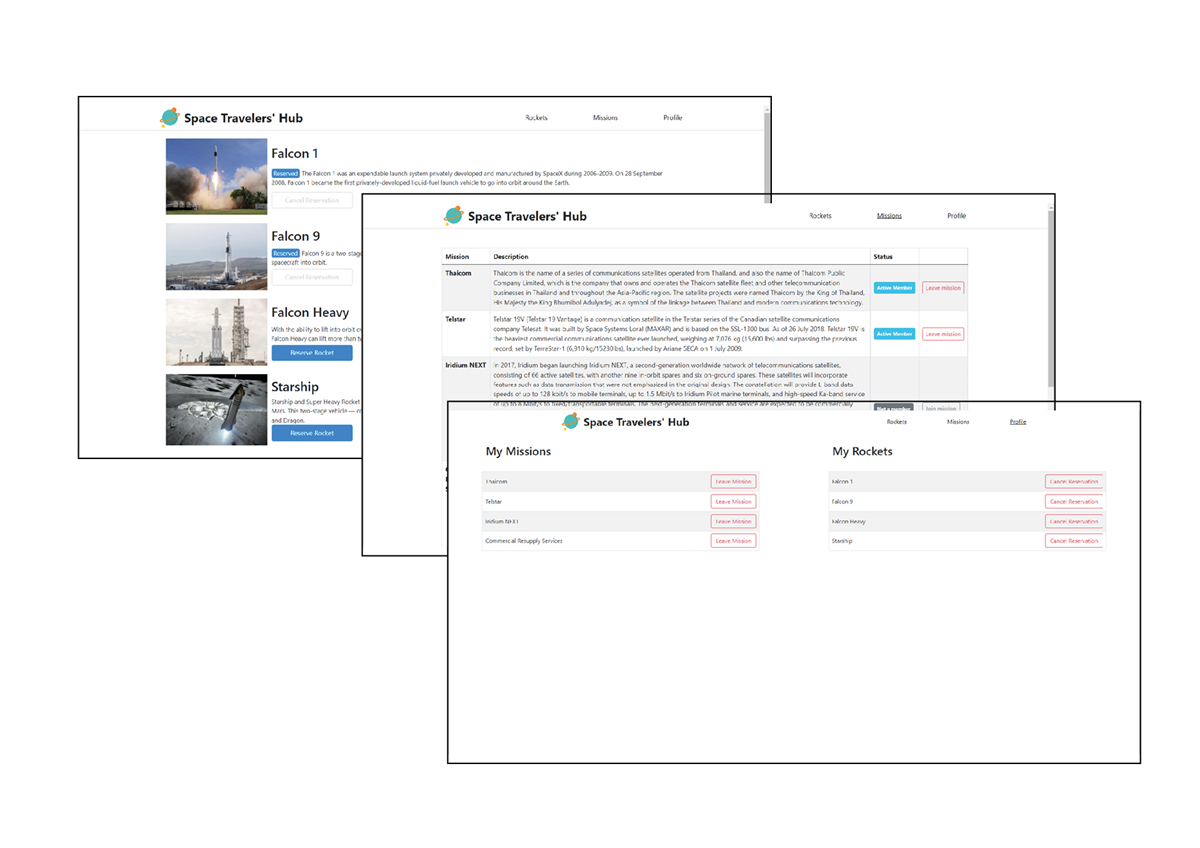 Space Travelers' Hub
Rockets
Missions
Profile
Falcon 1
Reserved The Falcon 1 was an expendable launch system privately developed and manufactured by SpaceX during 2006-2009. On 28 September
2008, Falcon 1 became the first privately-developed liquid-fuel launch vehicle to go into orbit around the Earth.
Cancel Reservation
Falcon 9
Reserved Falcon 9 is a two-stage
spacecraft into orbit.
Cancel Reservation
Falcon Heavy
With the ability to lift into orbit
Falcon Heavy can lift more than
Reserve Rocket
Starship
Starship and Super Heavy Rocket
Mars. This two-stage vehicle —
and Dragon.
Reserve Rocket
Space Travelers' Hub
Rockets
Missions
Profile
Mission Description Status
Thaicom
Thaicom is the name of a series of communications satellites operated from Thailand, and also the name of Thaicom Public
Company Limited, which is the company that owns and operates the Thaicom satellite fleet and other telecommunication
businesses in Thailand and throughout the Asia-Pacific region. The satellite projects were named Thaicom by the King of Thailand,
His Majesty the King Bhumibol Adulyadej, as a symbol of the linkage between Thailand and modern communications technology.
Active Member
Leave mission
Telstar
Telstar 19V (Telstar 19 Vantage) is a communication satellite in the Telstar series of the Canadian satellite communications
company Telesat. It was built by Space Systems Loral (MAXAR) and is based on the SSL-1300 bus. As of 26 July 2018, Telstar 19V is
the heaviest commercial communications satellite ever launched, weighing at 7,076 kg (15,600 lbs) and surpassing the previous
record, set by TerreStar-1 (6,910 kg/15230lbs), launched by Ariane 5ECA on 1 July 2009.
Active Member
Leave mission
Iridium NEXT
In 2017, Iridium began launching Iridium NEXT, a second-generation worldwide network of telecommunications satellites,
consisting of 66 active satellites, with another nine in-orbit spares and six on-ground spares. These satellites will incorporate
features such as data transmission that were not emphasized in the original design. The constellation will provide L-band data
speeds of up to 128 kbit/s to mobile terminals, up to 1.5 Mbit/s to Iridium Pilot marine terminals, and high-speed Ka-band service
of up to 8 Mbit/s to fixed/transportable terminals. The next-generation terminals and service are expected to be commercially
Not a member
Join mission
Space Travelers' Hub
Rockets
Missions
Profile
My Missions
Thaicom Leave Mission
Telstar Leave Mission
Iridium NEXT Leave Mission
Commercial Resupply Services Leave Mission
My Rockets
Falcon 1 Cancel Reservation
Falcon 9 Cancel Reservation
Falcon Heavy Cancel Reservation
Starship Cancel Reservation